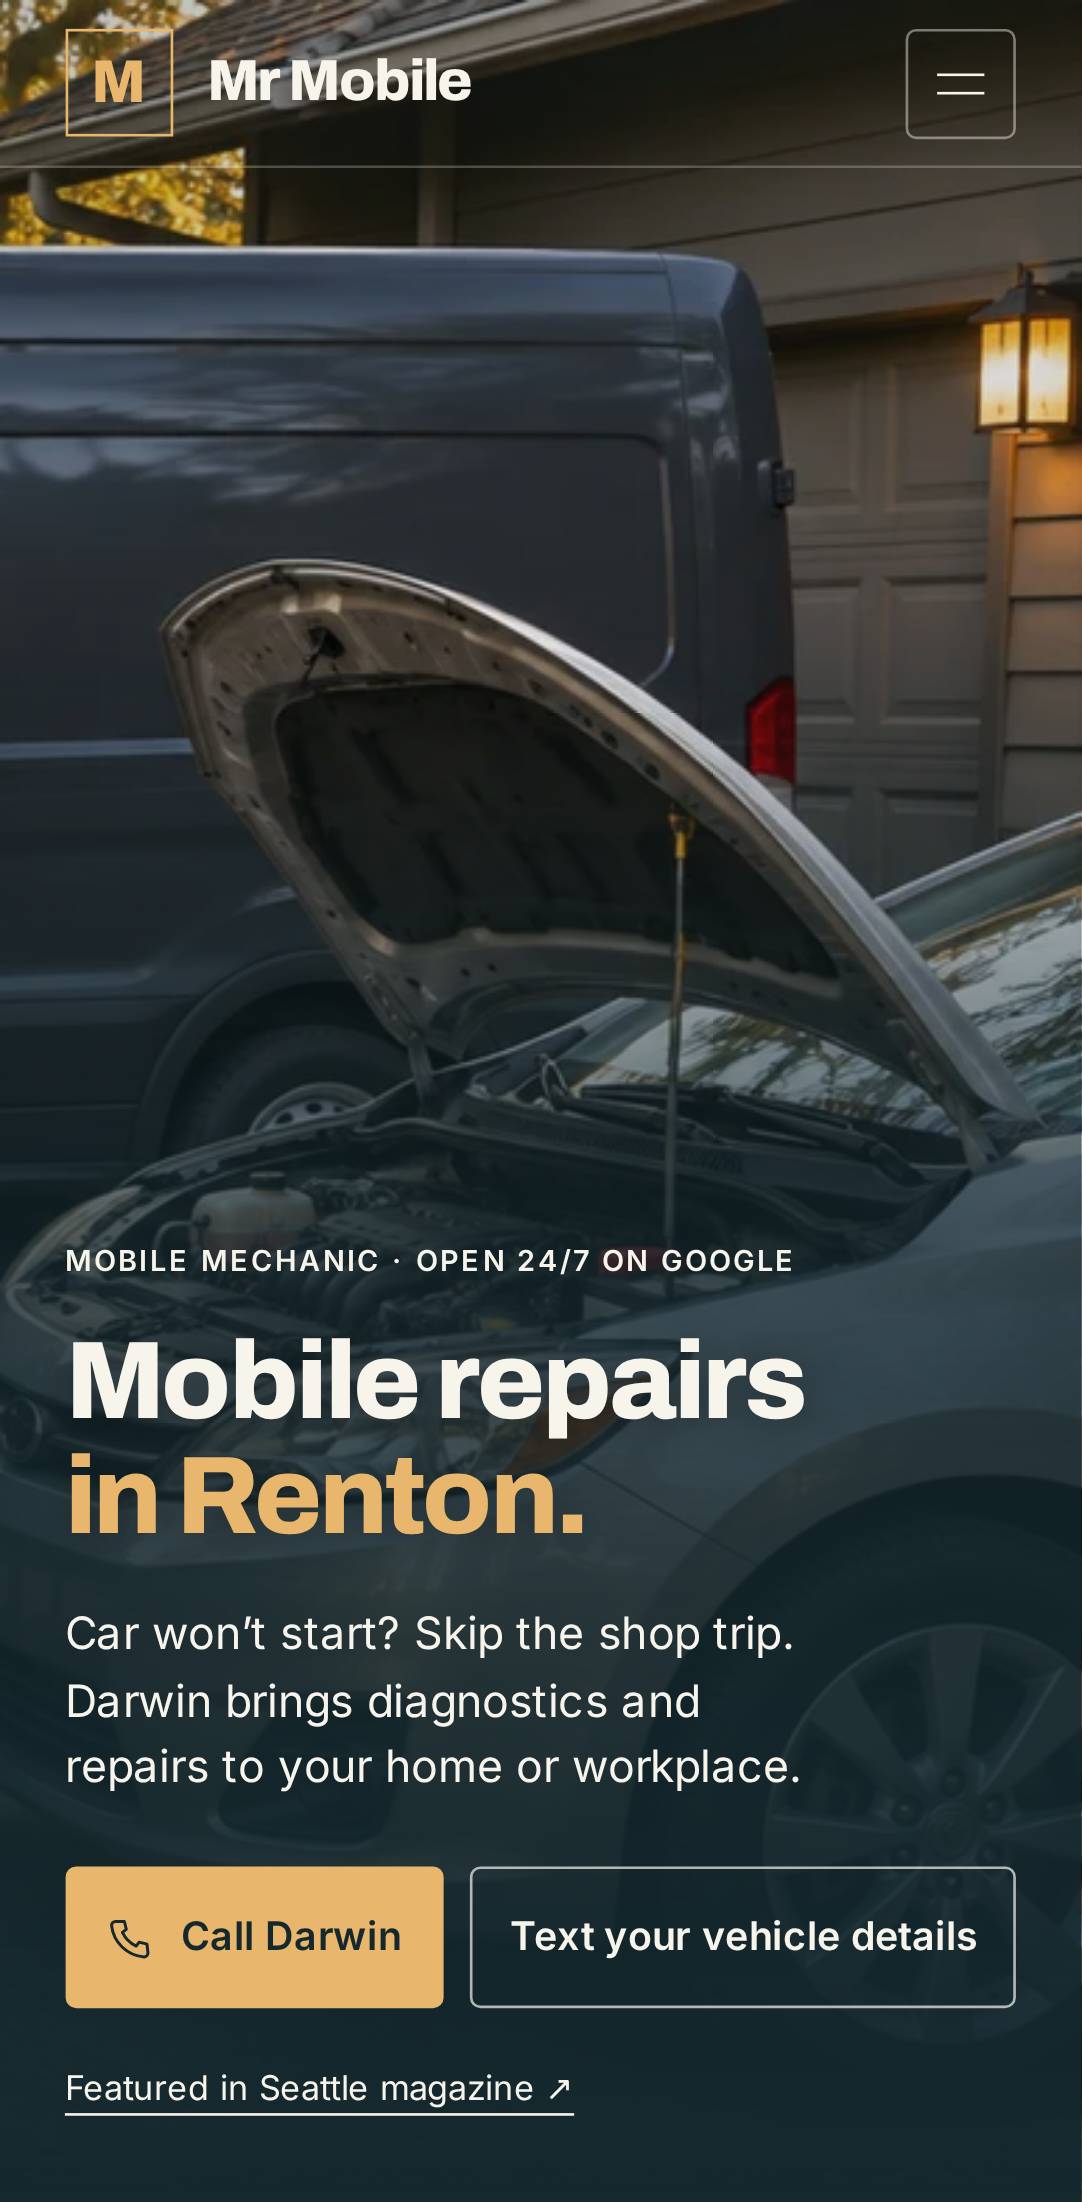 M
Mr Mobile
MOBILE MECHANIC · OPEN 24/7 ON GOOGLE
Mobile repairs
in Renton.
Car won’t start? Skip the shop trip.
Darwin brings diagnostics and
repairs to your home or workplace.
Call Darwin
Text your vehicle details
Featured in Seattle magazine ↗